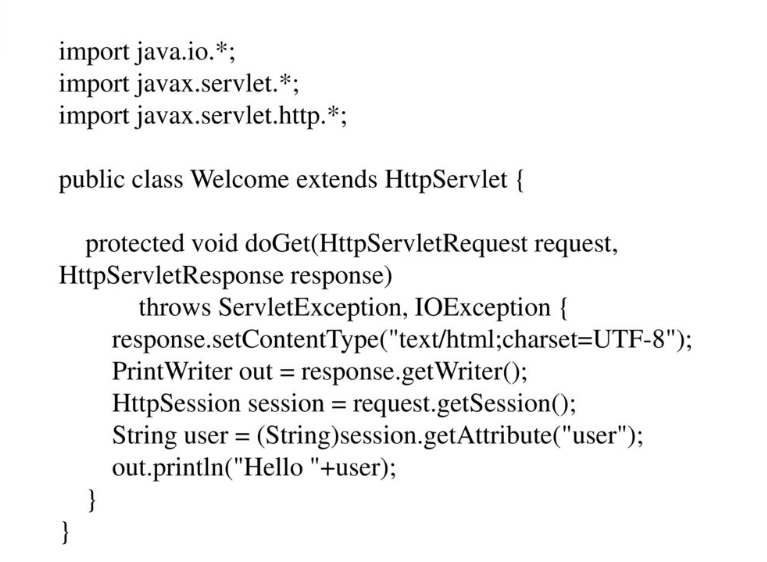 import java.io.*;
import javax.servlet.*;
import javax.servlet.http.*;
public class Welcome extends HttpServlet {
protected void doGet(HttpServletRequest request,
HttpServletResponse response)
throws ServletException, IOException {
response.setContentType("text/html;charset=UTF-8");
PrintWriter out = response.getWriter();
HttpSession session = request.getSession();
String user = (String)session.getAttribute("user");
out.println("Hello "+user);
}
}